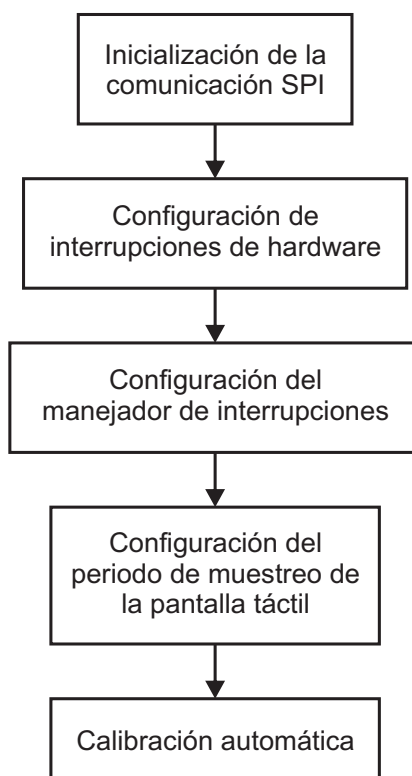 Inicialización de la
comunicación SPI
Configuración de
interrupciones de hardware
Configuración del
manejador de interrupciones
Configuración del
periodo de muestreo de
la pantalla táctil
Calibración automática